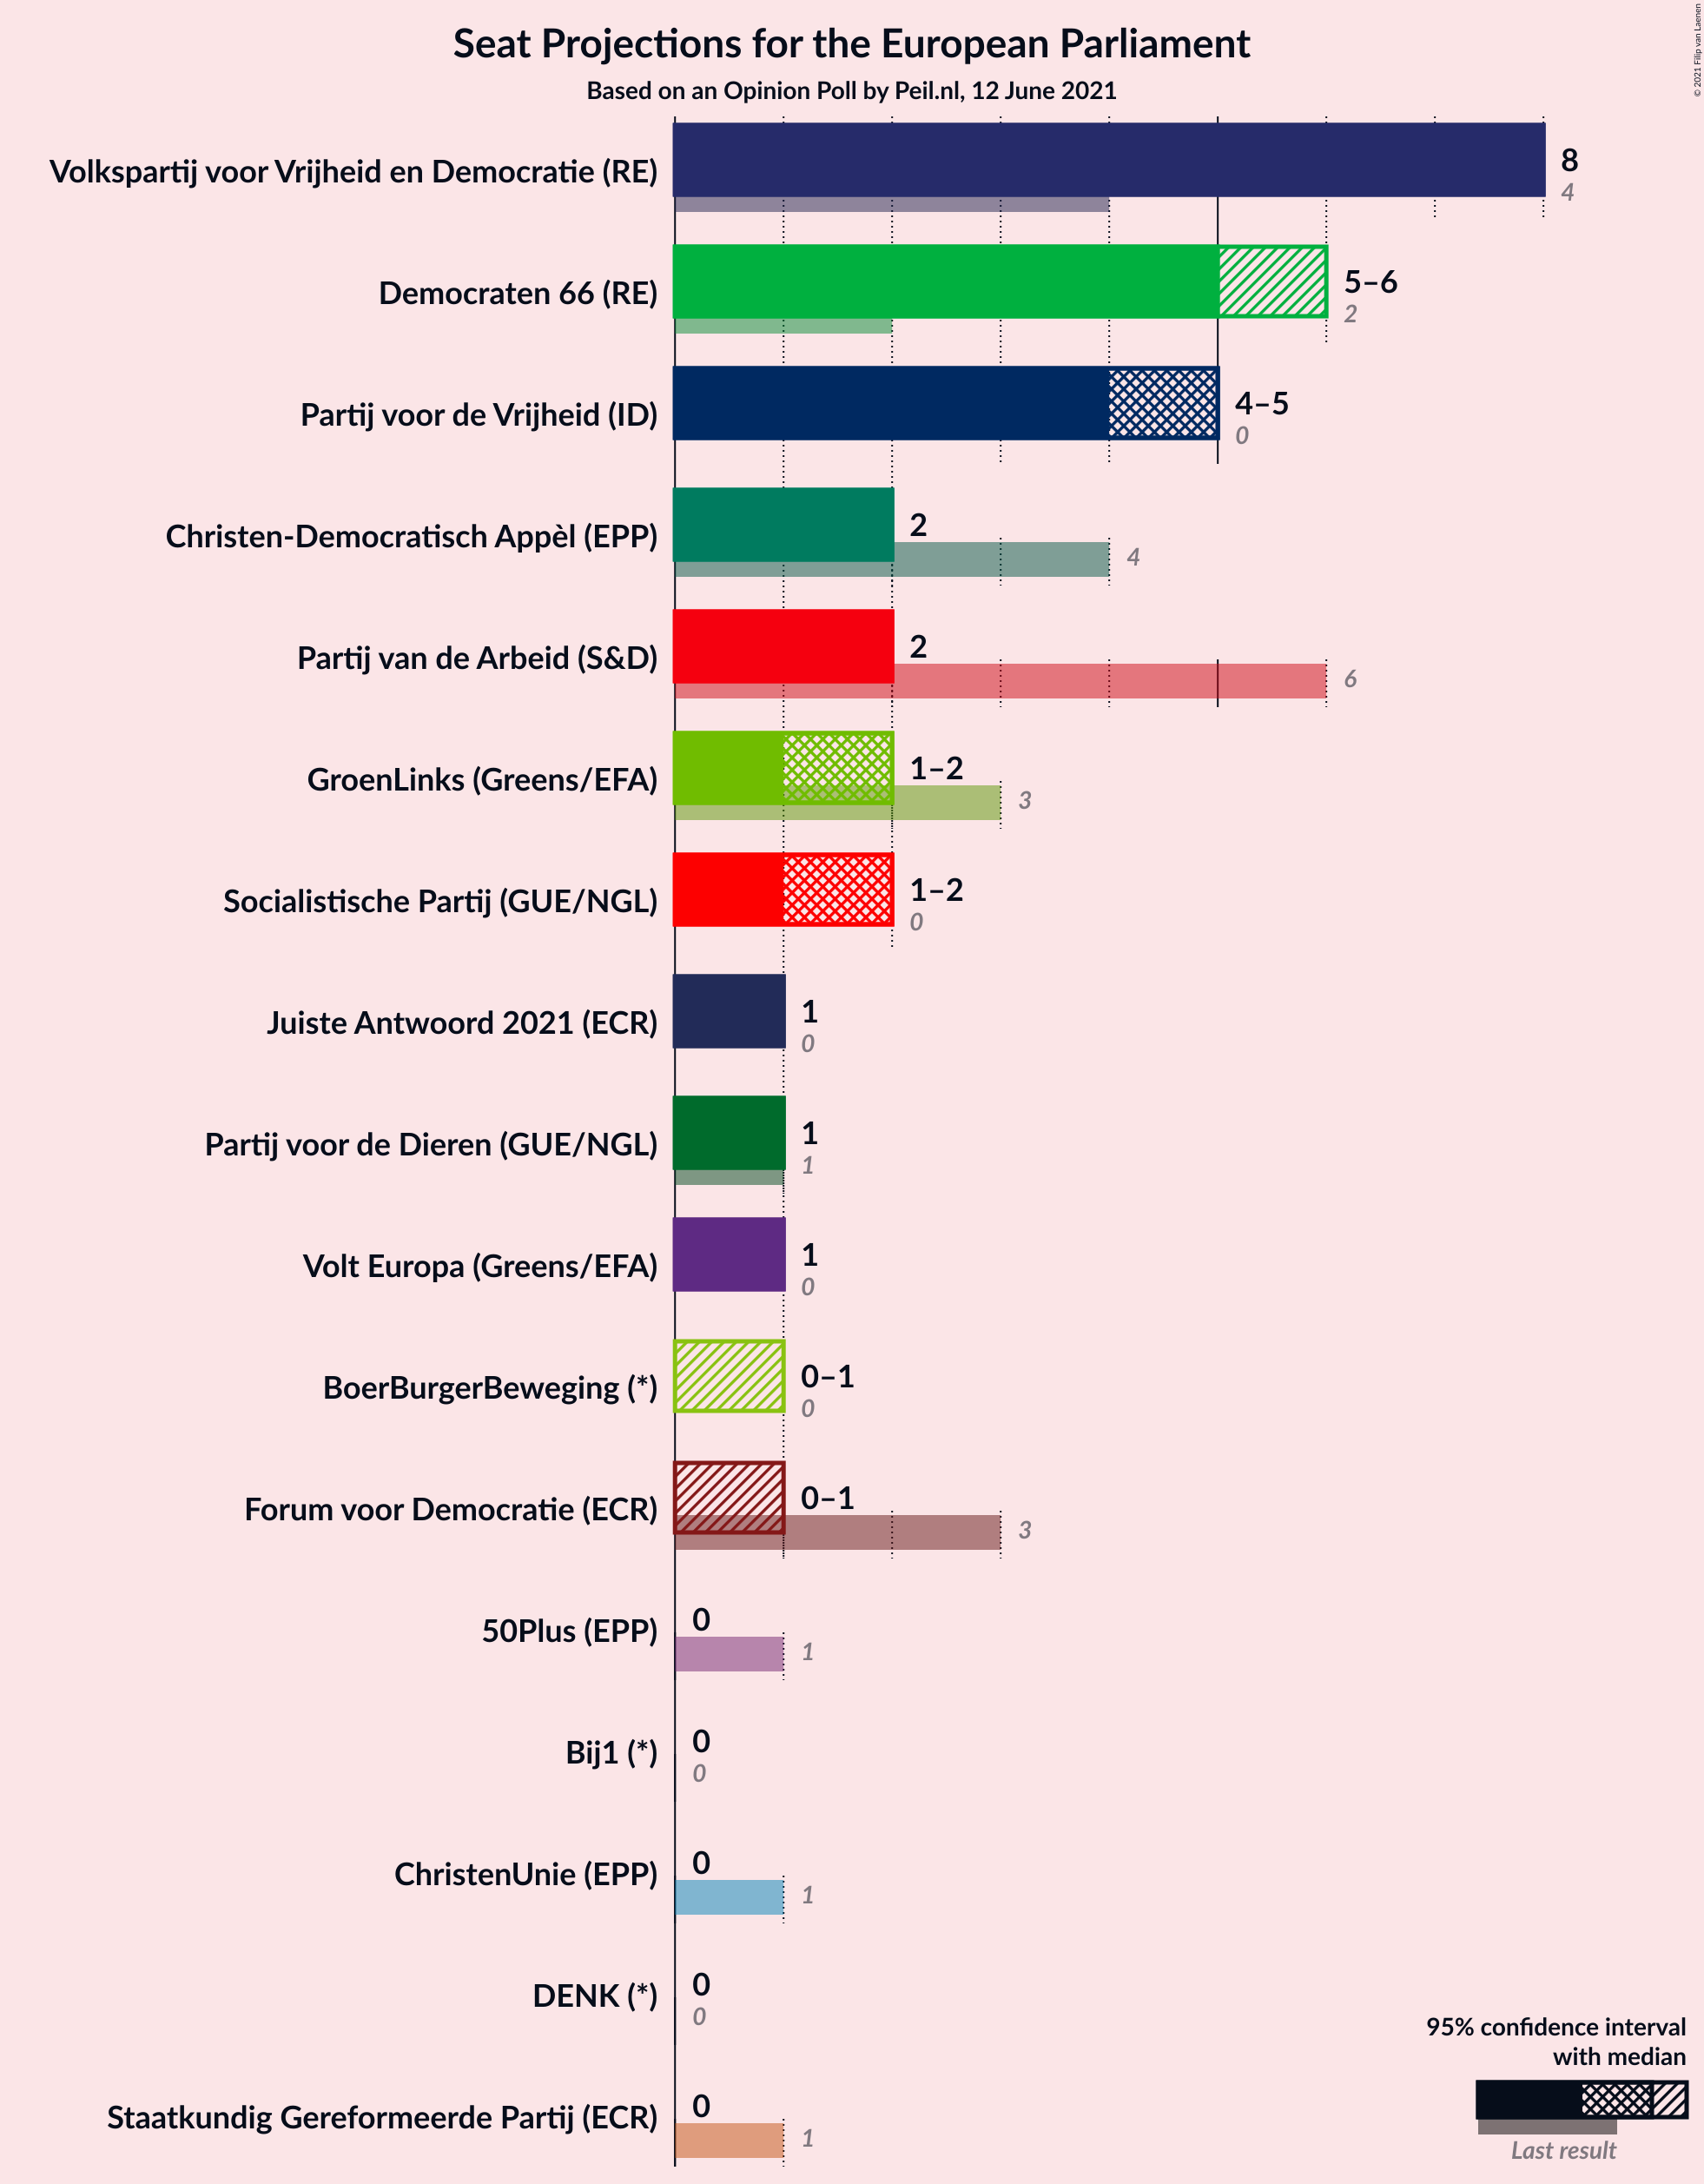 Seat Projections for the European Parliament
Based on an Opinion Poll by Peil.nl, 12 June 2021
© 2021 Filip van Laenen
Volkspartij voor Vrijheid en Democratie (RE)
8
4
Democraten 66 (RE)
5–6
2
Partij voor de Vrijheid (ID)
4–5
0
Christen-Democratisch Appèl (EPP)
2
4
Partij van de Arbeid (S&D)
2
6
GroenLinks (Greens/EFA)
1–2
3
Socialistische Partij (GUE/NGL)
1–2
0
Juiste Antwoord 2021 (ECR)
1
0
Partij voor de Dieren (GUE/NGL)
1
1
Volt Europa (Greens/EFA)
1
0
BoerBurgerBeweging (*)
0–1
0
Forum voor Democratie (ECR)
0–1
3
50Plus (EPP)
0
1
Bij1 (*)
0
0
ChristenUnie (EPP)
0
1
DENK (*)
0
0
Staatkundig Gereformeerde Partij (ECR)
0
1
95% confidence interval
with median
Last result